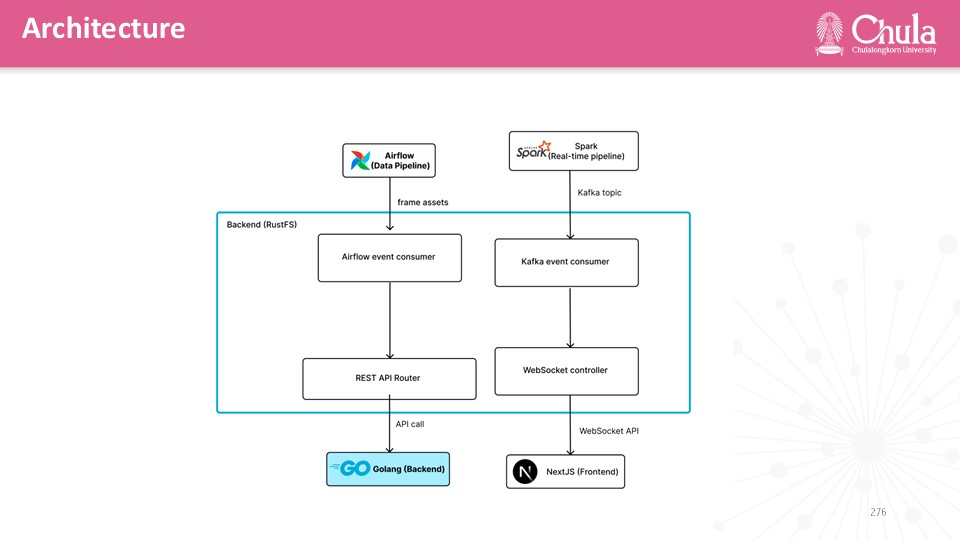 Architecture
Chula
Chulalongkorn University
Airflow
(Data Pipeline)
APACHE
Spark
Spark
(Real-time pipeline)
frame assets
Kafka topic
Backend (RustFS)
Airflow event consumer
Kafka event consumer
REST API Router
WebSocket controller
API call
WebSocket API
GO
Golang (Backend)
N
NextJS (Frontend)
276